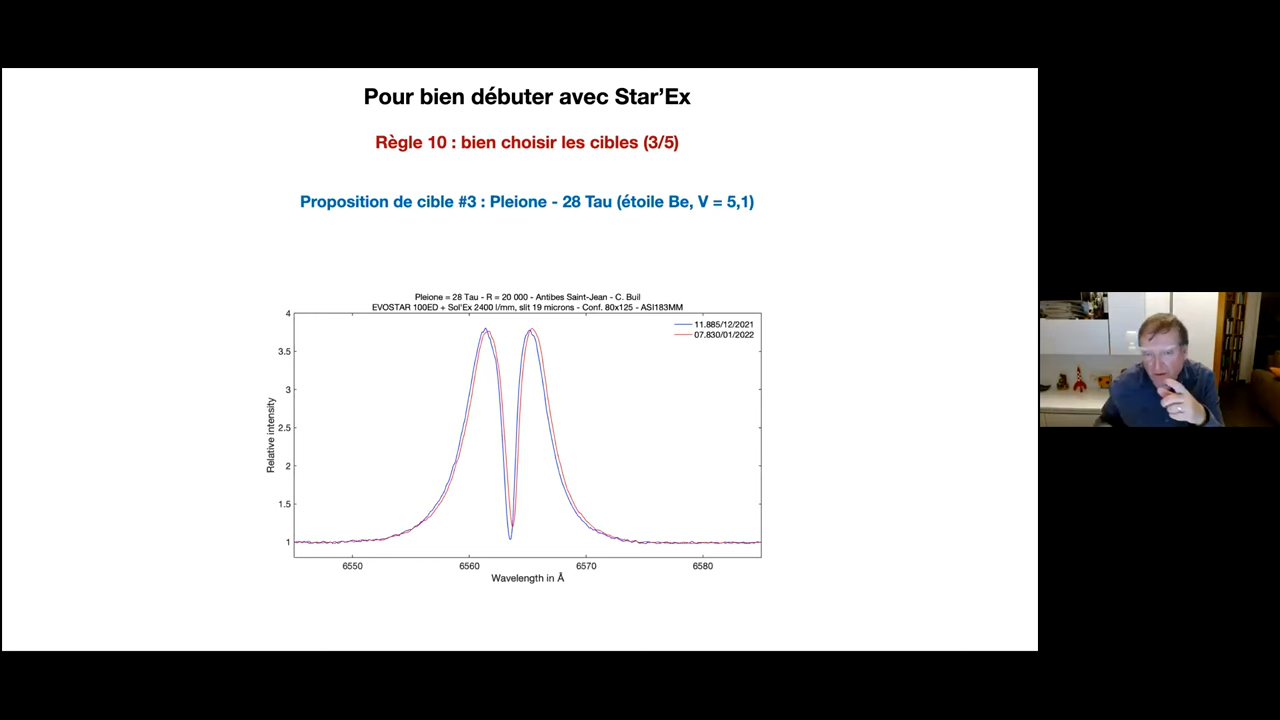 Pour bien débuter avec Star’Ex
Règle 10 : bien choisir les cibles (3/5)
Proposition de cible #3 : Pleione - 28 Tau (étoile Be, V = 5,1)
Pleione = 28 Tau - R = 20 000 - Antibes Saint-Jean - C. Buil
EVOSTAR 100ED + Sol'Ex 2400 l/mm, slit 19 microns - Conf. 80x125 - ASI183MM
11.885/12/2021
07.830/01/2022
4
3.5
3
2.5
2
1.5
1
Relative intensity
6550 6560 6570 6580
Wavelength in Å